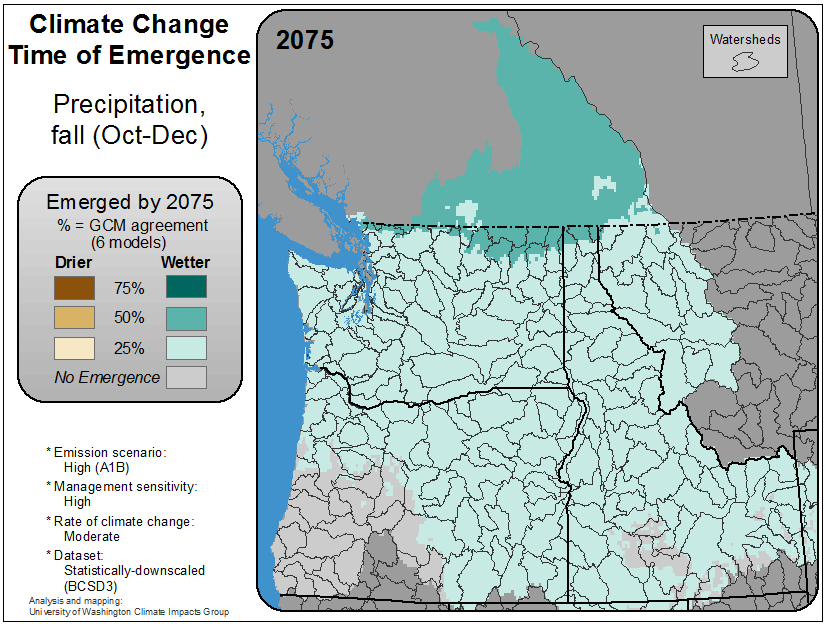 Climate Change
Time of Emergence
Precipitation,
fall (Oct-Dec)
Emerged by 2075
% = GCM agreement
(6 models)
Drier Wetter
75%
50%
25%
No Emergence
* Emission scenario:
High (A1B)
* Management sensitivity:
High
* Rate of climate change:
Moderate
* Dataset:
Statistically-downscaled
(BCSD3)
Analysis and mapping:
University of Washington Climate Impacts Group
2075
Watersheds